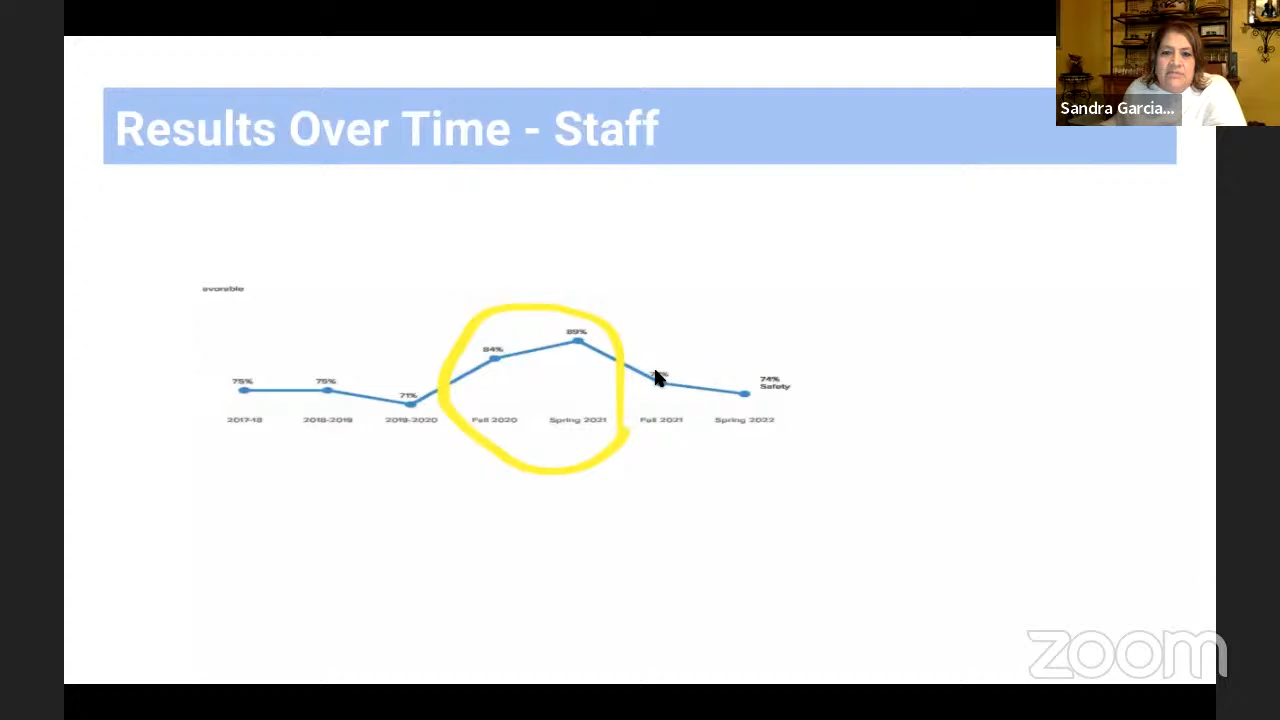 Sandra Garcia...
Results Over Time - Staff
avorable
75% 75% 71% 84% 89% 74%
Safety
2017-18 2018-2019 2019-2020 Fall 2020 Spring 2021 Fall 2021 Spring 2022
zoom